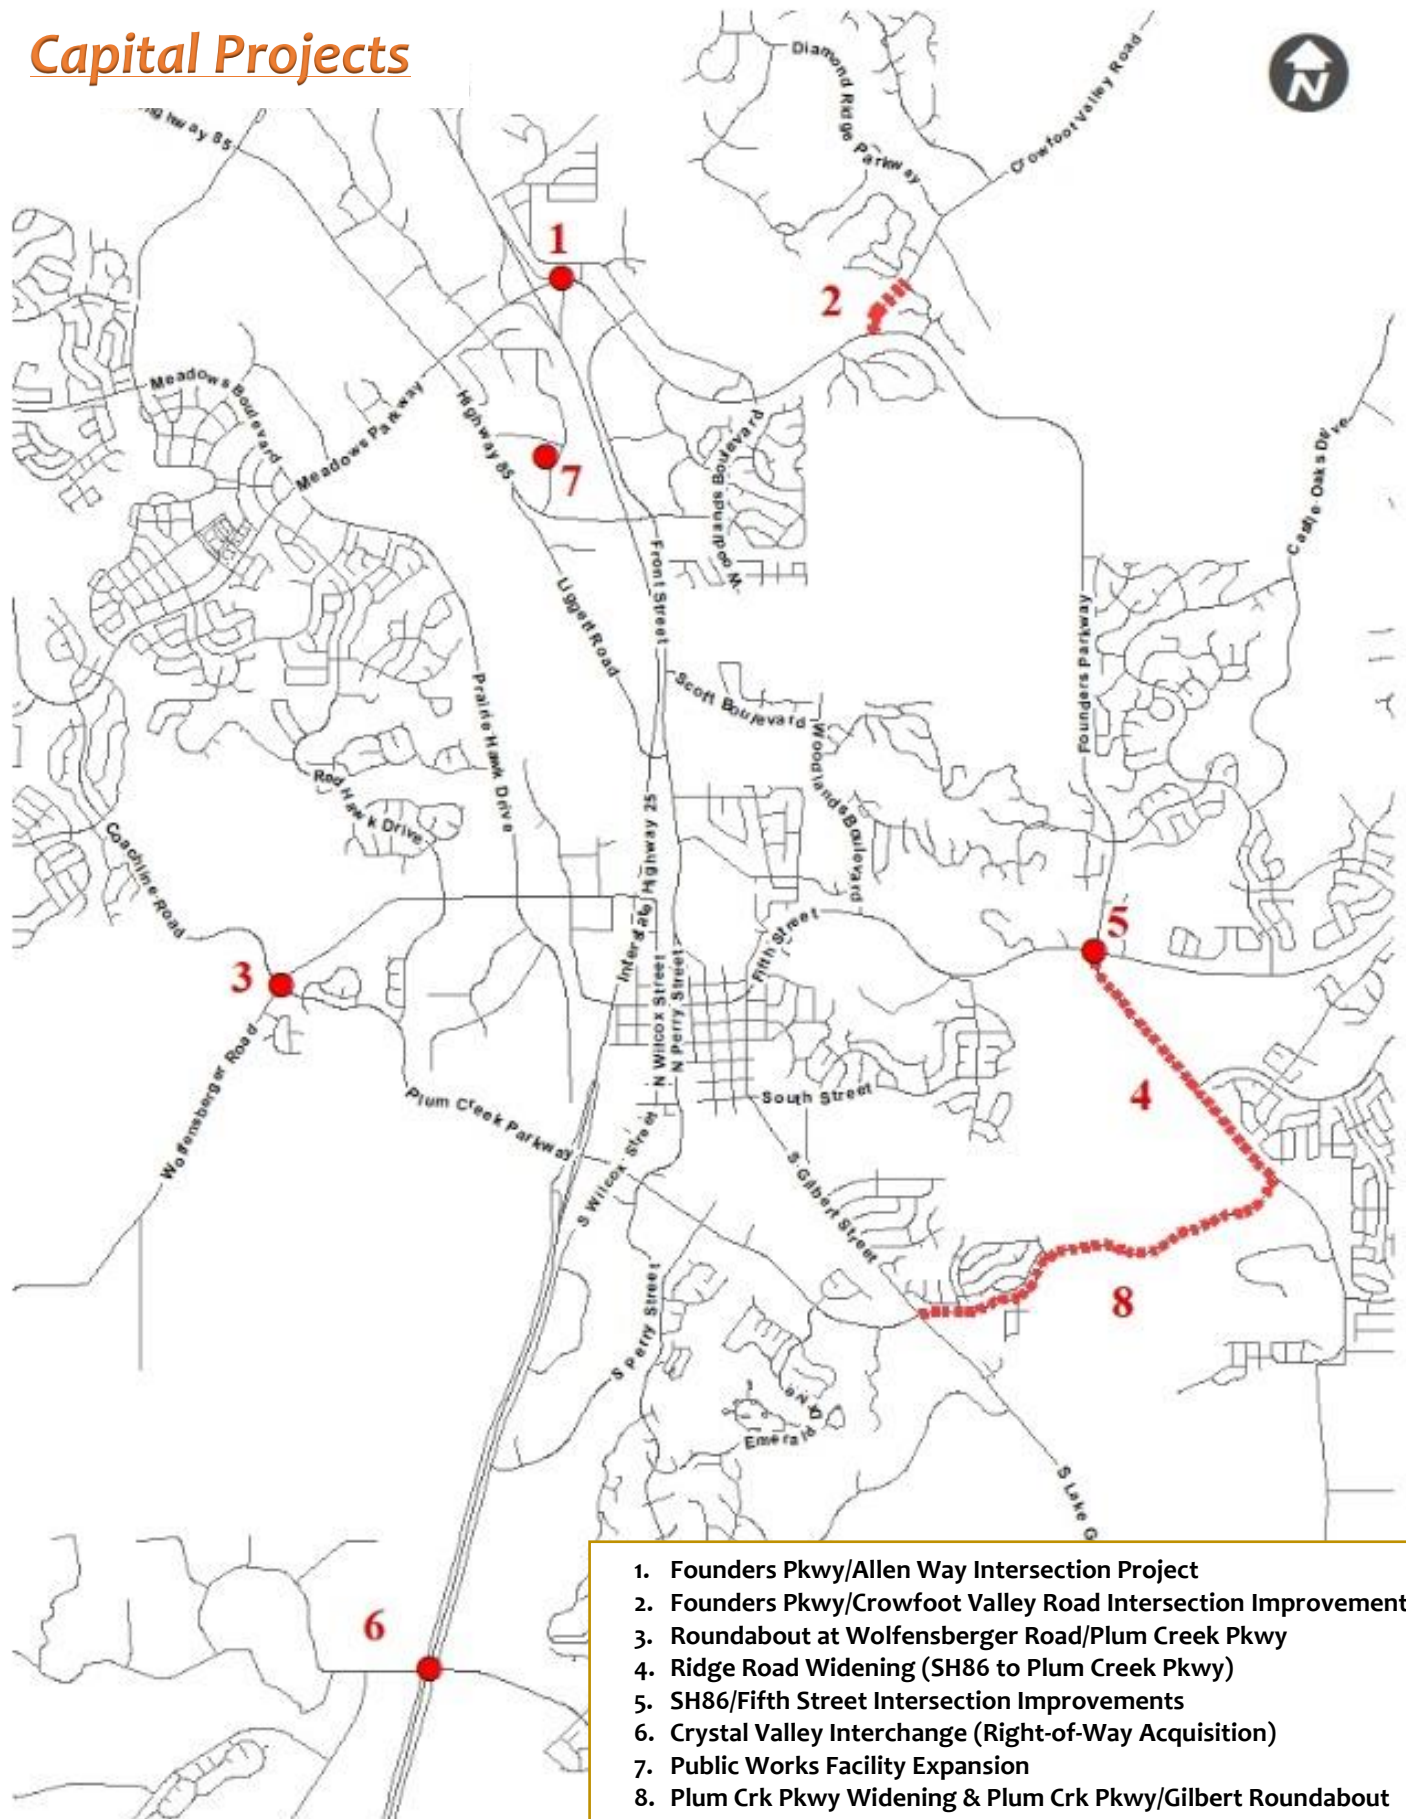 Capital Projects
N
Diamond Ridge Parkway
Crowfoot Valley Road
Highway 85
1
2
Meadows Boulevard
Meadows Parkway
Highway 85
7
Woodlands Boulevard
Castle Oaks Drive
Front Street
Liggett Road
Founders Parkway
Scott Boulevard
Woodlands Boulevard
Prairie Hawk Drive
Red Hawk Drive
Coachline Road
Interstate Highway 25
5
Fifth Street
3
N Wilcox Street
N Perry Street
Wolfensberger Road
4
South Street
Plum Creek Parkway
S Wilcox Street
S Gilbert Street
8
S Perry Street
Emerald Drive
S Lake G
6
1. Founders Pkwy/Allen Way Intersection Project
2. Founders Pkwy/Crowfoot Valley Road Intersection Improvement
3. Roundabout at Wolfensberger Road/Plum Creek Pkwy
4. Ridge Road Widening (SH86 to Plum Creek Pkwy)
5. SH86/Fifth Street Intersection Improvements
6. Crystal Valley Interchange (Right-of-Way Acquisition)
7. Public Works Facility Expansion
8. Plum Crk Pkwy Widening & Plum Crk Pkwy/Gilbert Roundabout